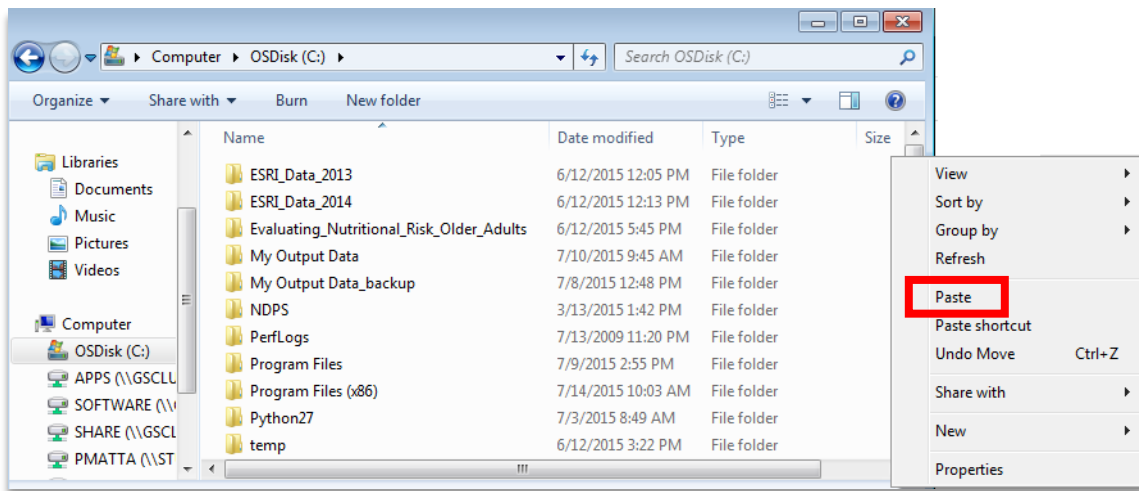 Computer OSDisk (C:) Search OSDisk (C:)
Organize Share with Burn New folder
Name Date modified Type Size
Libraries
Documents
Music
Pictures
Videos
Computer
OSDisk (C:)
APPS (\\GSCLU
SOFTWARE (\\
SHARE (\\GSCL
PMATTA (\\ST
ESRI_Data_2013 6/12/2015 12:05 PM File folder
ESRI_Data_2014 6/12/2015 12:13 PM File folder
Evaluating_Nutritional_Risk_Older_Adults 6/12/2015 5:45 PM File folder
My Output Data 7/10/2015 9:45 AM File folder
My Output Data_backup 7/8/2015 12:48 PM File folder
NDPS 3/13/2015 1:42 PM File folder
PerfLogs 7/13/2009 11:20 PM File folder
Program Files 7/9/2015 2:55 PM File folder
Program Files (x86) 7/14/2015 10:03 AM File folder
Python27 7/3/2015 8:49 AM File folder
temp 6/12/2015 3:22 PM File folder
View
Sort by
Group by
Refresh
Paste
Paste shortcut
Undo Move Ctrl+Z
Share with
New
Properties